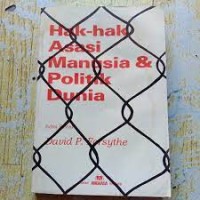 Hak-hak
Asasi
Manusia &
Politik
Dunia
David P. Forsythe